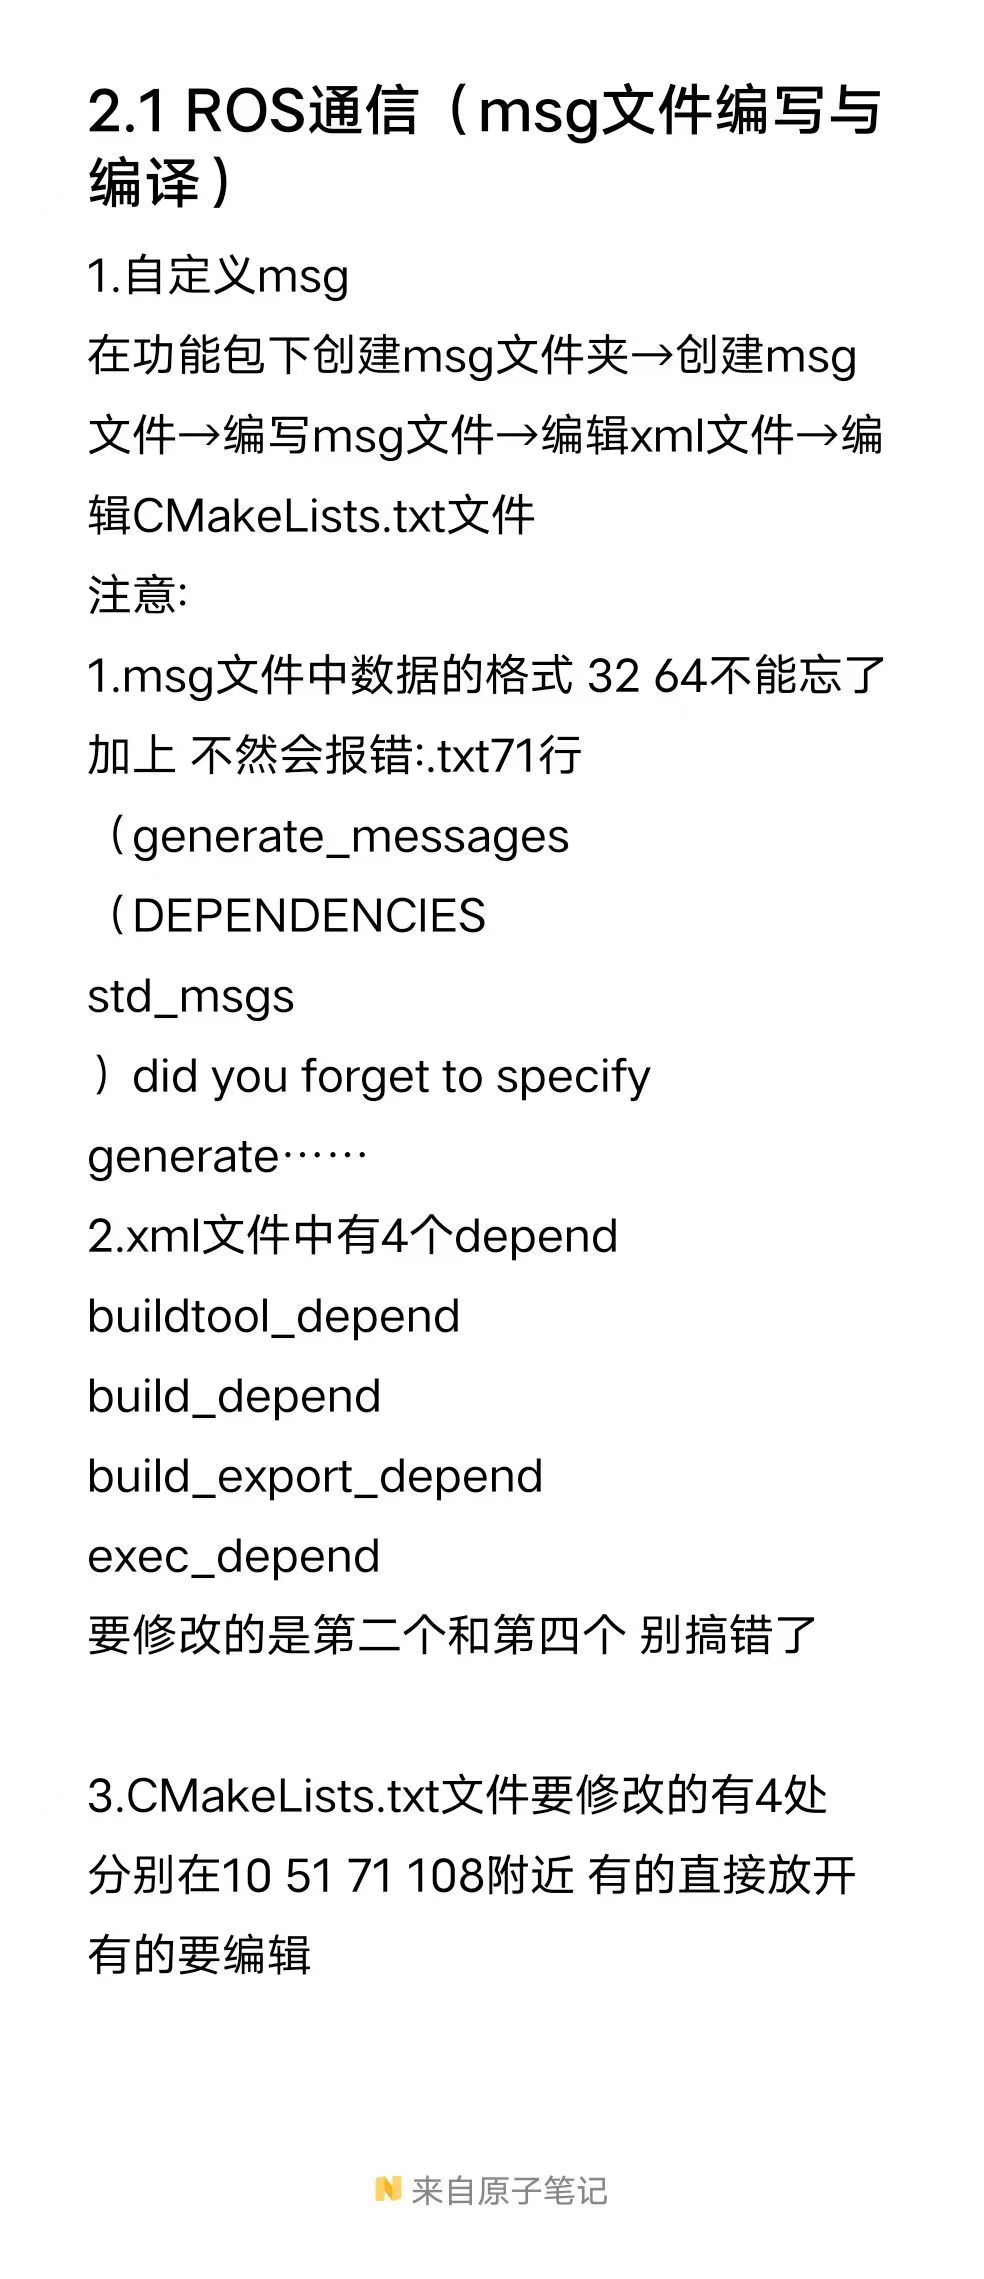 2.1 ROS通信（msg文件编写与
编译）
1.自定义msg
在功能包下创建msg文件夹→创建msg
文件→编写msg文件→编辑xml文件→编
辑CMakeLists.txt文件
注意:
1.msg文件中数据的格式 32 64不能忘了
加上 不然会报错:.txt71行
（generate_messages
（DEPENDENCIES
std_msgs
）did you forget to specify
generate……
2.xml文件中有4个depend
buildtool_depend
build_depend
build_export_depend
exec_depend
要修改的是第二个和第四个 别搞错了
3.CMakeLists.txt文件要修改的有4处
分别在10 51 71 108附近 有的直接放开
有的要编辑
来自原子笔记